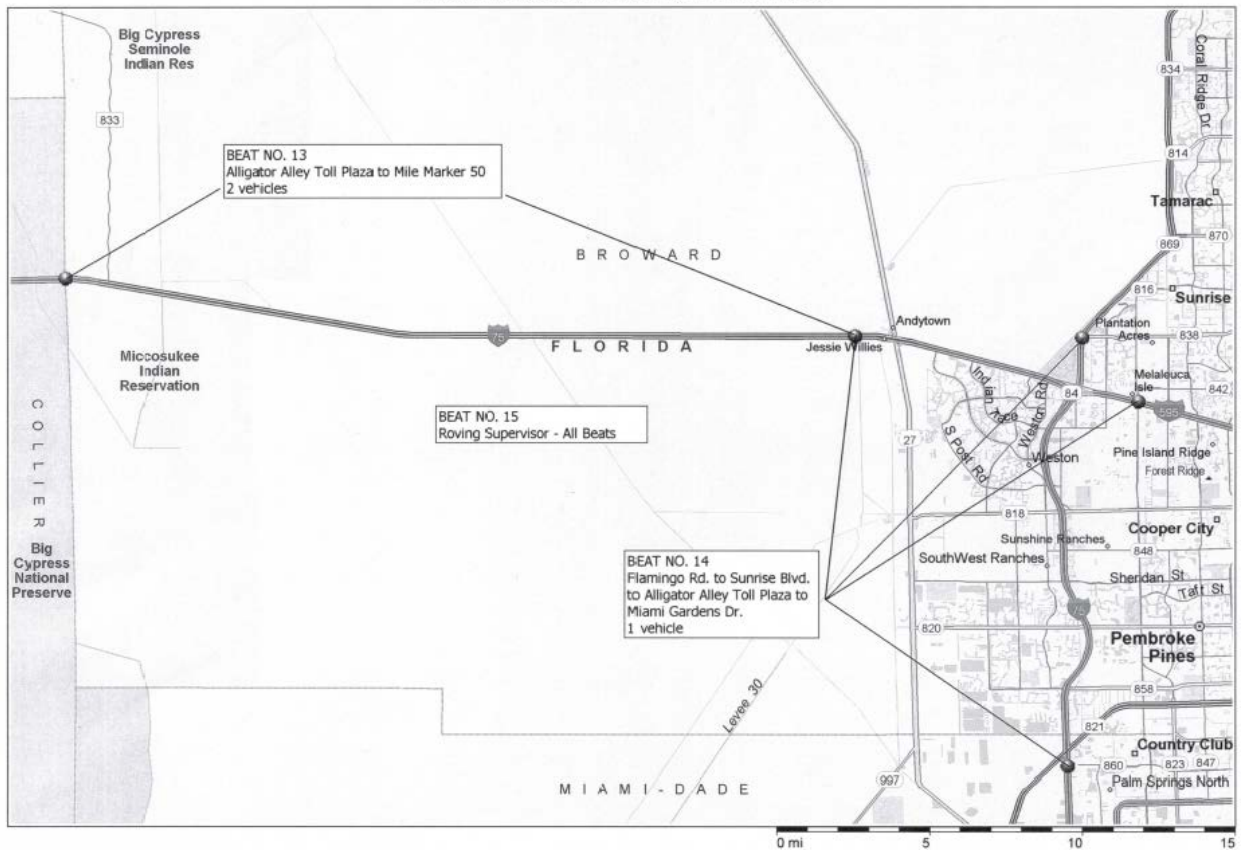 Big Cypress
Seminole
Indian Res
833
BEAT NO. 13
Alligator Alley Toll Plaza to Mile Marker 50
2 vehicles
BROWARD
834
Coral Ridge Dr
814
Tamarac
870
869
816
Sunrise
Andytown
Plantation
Acres
838
Jessie Willies
75
FLORIDA
Miccosukee
Indian
Reservation
Melaleuca
Isle
842
84
595
Indian Trce
Weston Rd
S Post Rd
Weston
27
Pine Island Ridge
Forest Ridge
BEAT NO. 15
Roving Supervisor - All Beats
COLLIER
818
Cooper City
Sunshine Ranches
848
SouthWest Ranches
Sheridan St
Taft St
Big
Cypress
National
Preserve
BEAT NO. 14
Flamingo Rd. to Sunrise Blvd.
to Alligator Alley Toll Plaza to
Miami Gardens Dr.
1 vehicle
75
820
Pembroke
Pines
858
Levee 30
821
Country Club
860
823
847
997
Palm Springs North
MIAMI-DADE
0 mi
5
10
15